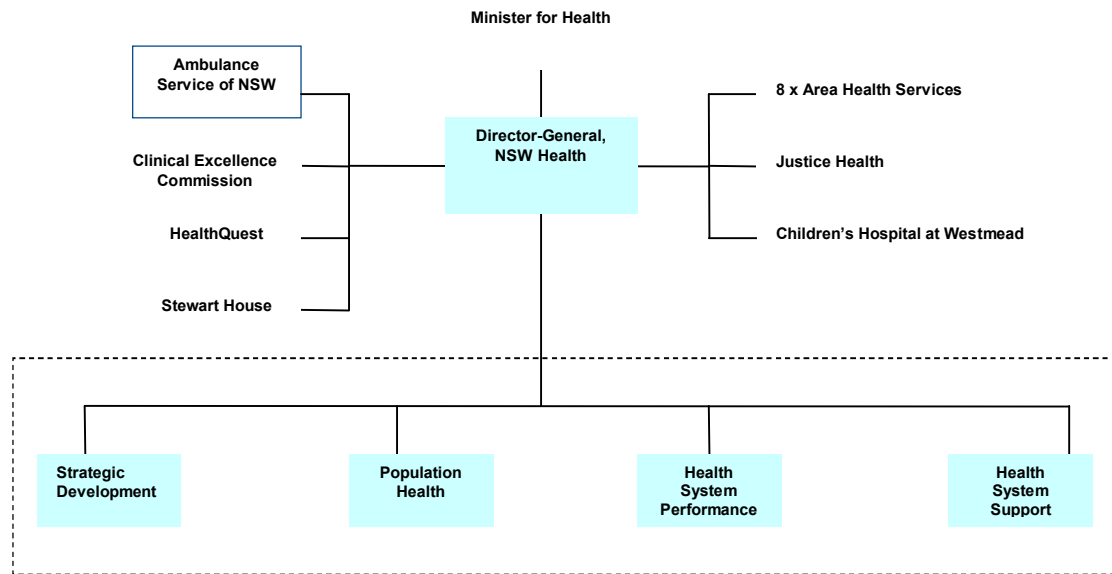 Minister for Health
Ambulance
Service of NSW
Clinical Excellence
Commission
HealthQuest
Stewart House
Director-General,
NSW Health
8 x Area Health Services
Justice Health
Children’s Hospital at Westmead
Strategic
Development
Population
Health
Health
System
Performance
Health
System
Support